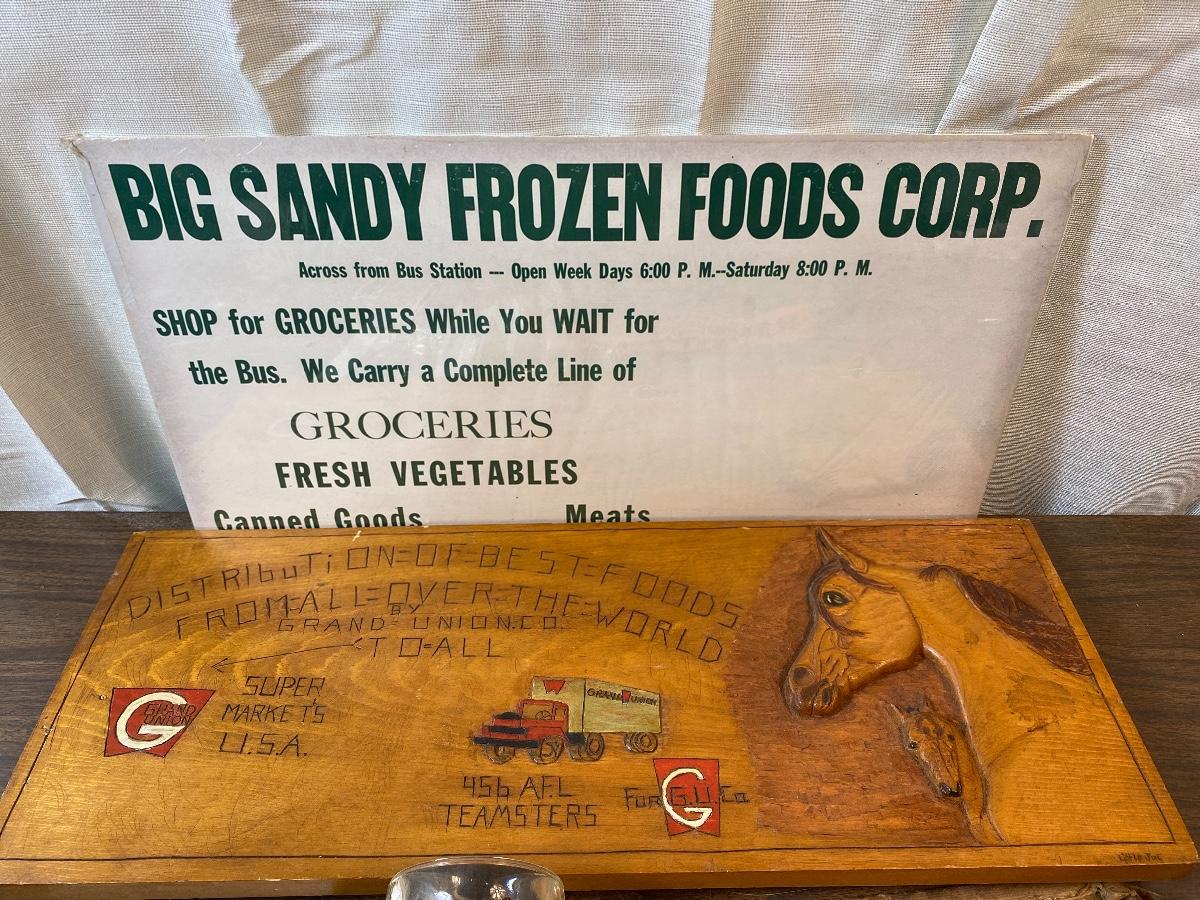 BIG SANDY FROZEN FOODS CORP.
Across from Bus Station --- Open Week Days 6:00 P. M.--Saturday 8:00 P. M.
SHOP for GROCERIES While You WAIT for
the Bus. We Carry a Complete Line of
GROCERIES
FRESH VEGETABLES
Canned Goods Meats
DISTRIbuTiON=OF=BEST=FOODS
FROM=ALL=OVER=THE=WORLD
BY
GRAND=UNION.CO.
TO=ALL
G GRAND UNION
SUPER
MARKETS
U.S.A.
GRAND UNION
456 AFL
TEAMSTERS
FOR G.U.Co
G